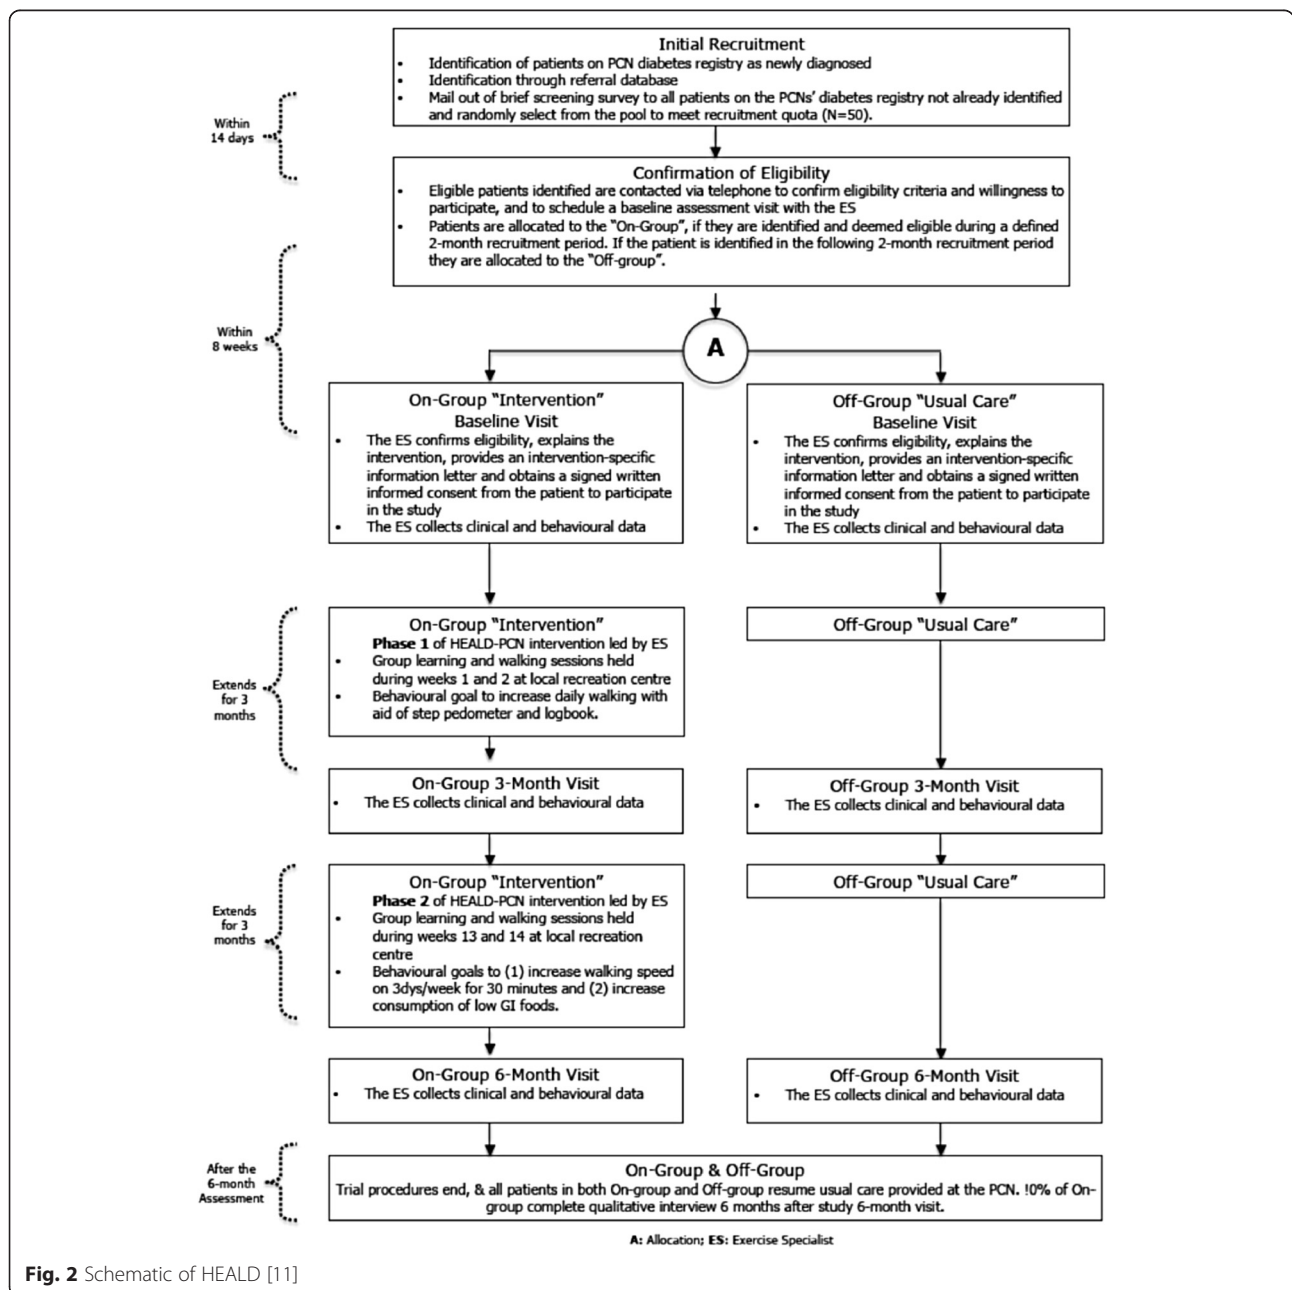 Initial Recruitment
• Identification of patients on PCN diabetes registry as newly diagnosed
• Identification through referral database
• Mail out of brief screening survey to all patients on the PCNs' diabetes registry not already identified
and randomly select from the pool to meet recruitment quota (N=50).
Within
14 days
Confirmation of Eligibility
• Eligible patients identified are contacted via telephone to confirm eligibility criteria and willingness to
participate, and to schedule a baseline assessment visit with the ES
• Patients are allocated to the "On-Group", if they are identified and deemed eligible during a defined
2-month recruitment period. If the patient is identified in the following 2-month recruitment period
they are allocated to the "Off-group".
Within
8 weeks
A
On-Group "Intervention"
Baseline Visit
• The ES confirms eligibility, explains the
intervention, provides an intervention-specific
information letter and obtains a signed written
informed consent from the patient to participate
in the study
• The ES collects clinical and behavioural data
Off-Group "Usual Care"
Baseline Visit
• The ES confirms eligibility, explains the
intervention, provides an intervention-specific
information letter and obtains a signed written
informed consent from the patient to participate
in the study
• The ES collects clinical and behavioural data
Extends
for 3
months
On-Group "Intervention"
Phase 1 of HEALD-PCN intervention led by ES
• Group learning and walking sessions held
during weeks 1 and 2 at local recreation centre
• Behavioural goal to increase daily walking with
aid of step pedometer and logbook.
Off-Group "Usual Care"
On-Group 3-Month Visit
• The ES collects clinical and behavioural data
Off-Group 3-Month Visit
• The ES collects clinical and behavioural data
Extends
for 3
months
On-Group "Intervention"
Phase 2 of HEALD-PCN intervention led by ES
• Group learning and walking sessions held
during weeks 13 and 14 at local recreation
centre
• Behavioural goals to (1) increase walking speed
on 3dys/week for 30 minutes and (2) increase
consumption of low GI foods.
Off-Group "Usual Care"
On-Group 6-Month Visit
• The ES collects clinical and behavioural data
Off-Group 6-Month Visit
• The ES collects clinical and behavioural data
After the
6-month
Assessment
On-Group & Off-Group
Trial procedures end, & all patients in both On-group and Off-group resume usual care provided at the PCN. !0% of On-
group complete qualitative interview 6 months after study 6-month visit.
A: Allocation; ES: Exercise Specialist
Fig. 2 Schematic of HEALD [11]